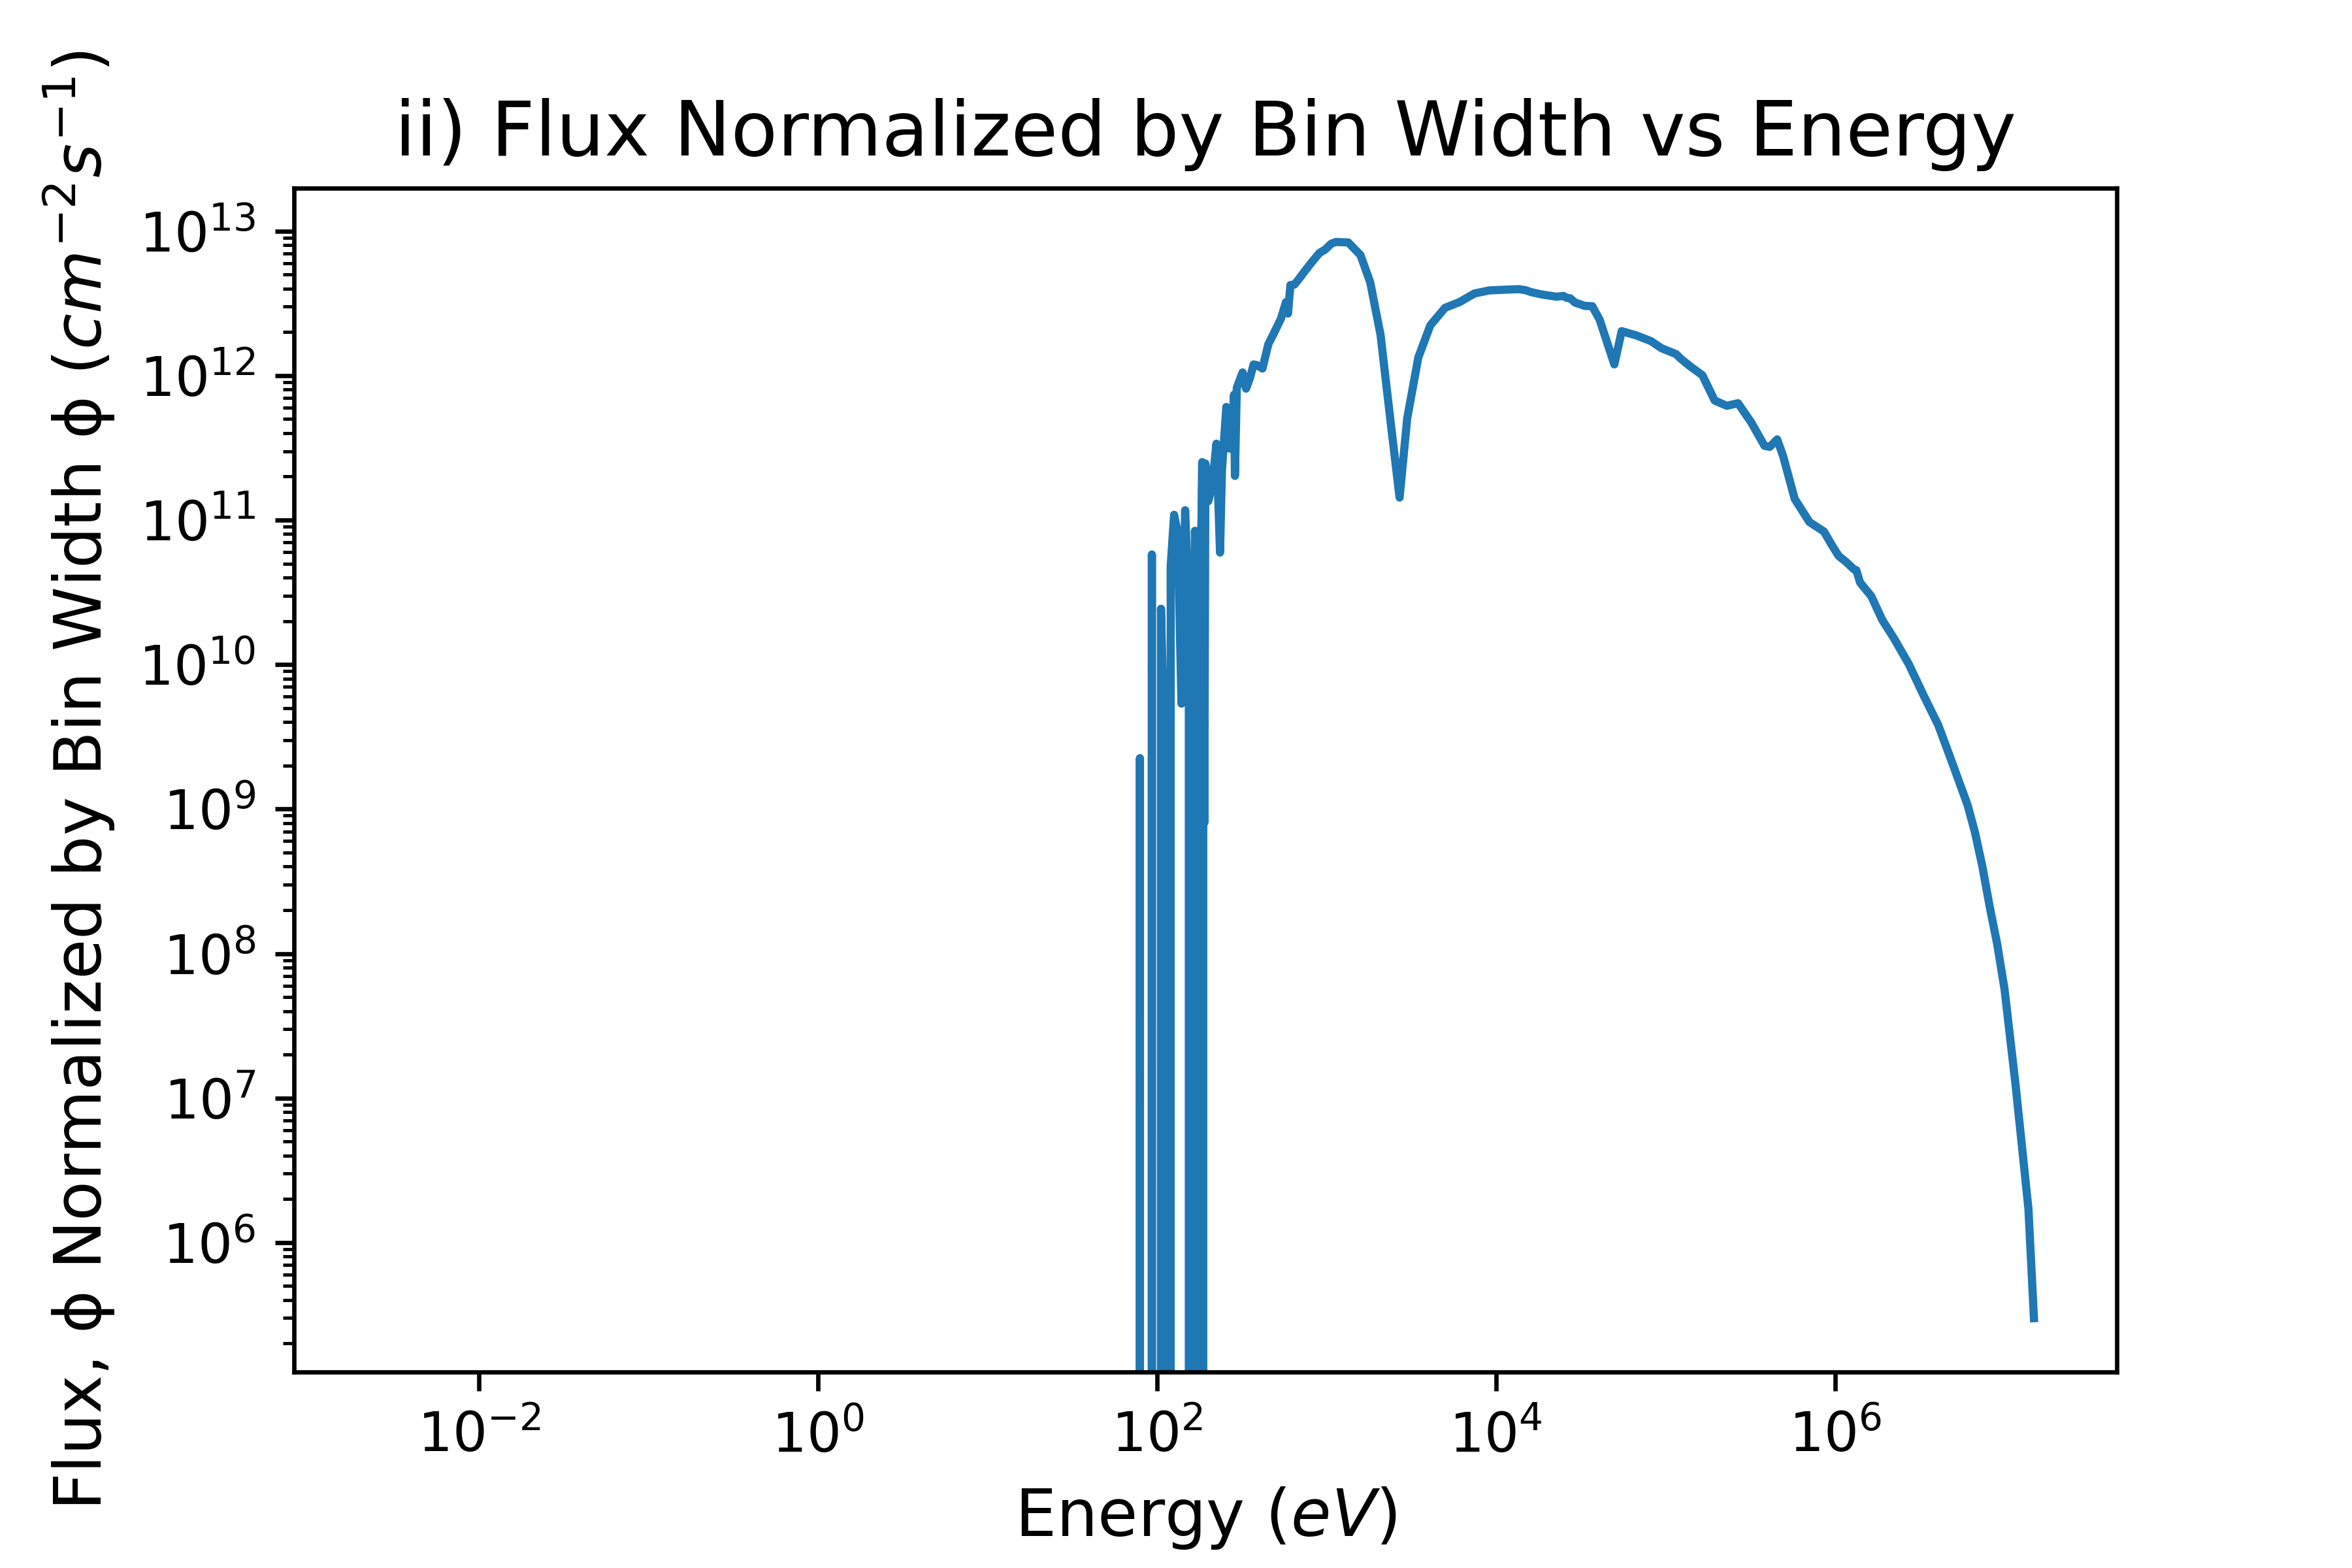 ii) Flux Normalized by Bin Width vs Energy
Flux, ϕ Normalized by Bin Width ϕ (cm⁻²s⁻¹)
10¹³
10¹²
10¹¹
10¹⁰
10⁹
10⁸
10⁷
10⁶
10⁻² 10⁰ 10² 10⁴ 10⁶
Energy (eV)